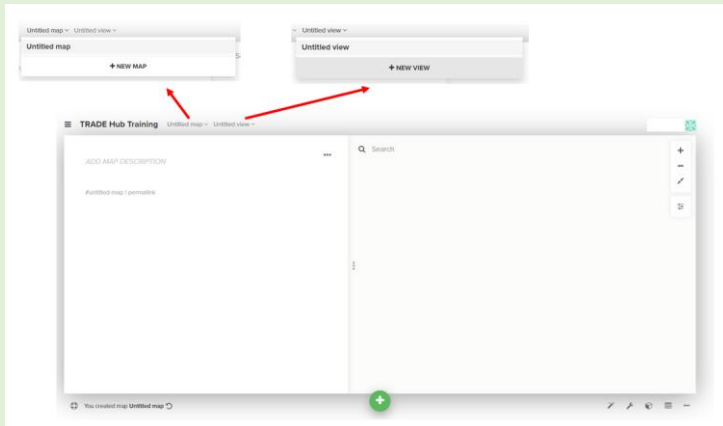 Untitled map Untitled view
Untitled map
+ NEW MAP
Untitled view
Untitled view
+ NEW VIEW
TRADE Hub Training Untitled map Untitled view
ADD MAP DESCRIPTION
Search
#untitled-map / permalink
You created map Untitled map